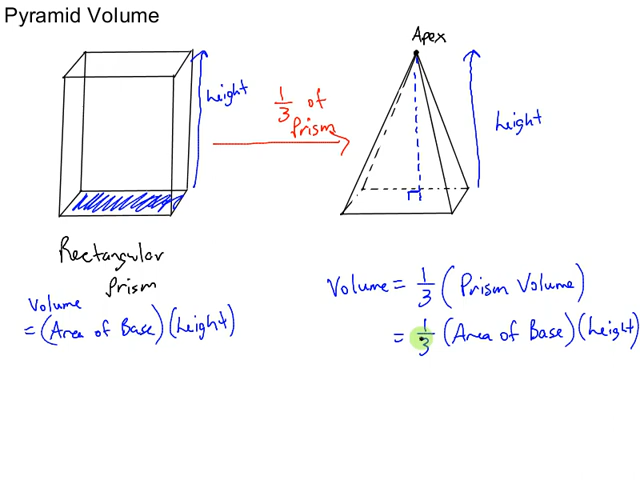 Pyramid Volume
Apex
height
1/3 of
Prism
height
Rectangular
Prism
Volume
= (Area of Base)(height)
Volume = 1/3 (Prism Volume)
= 1/3 (Area of Base)(height)